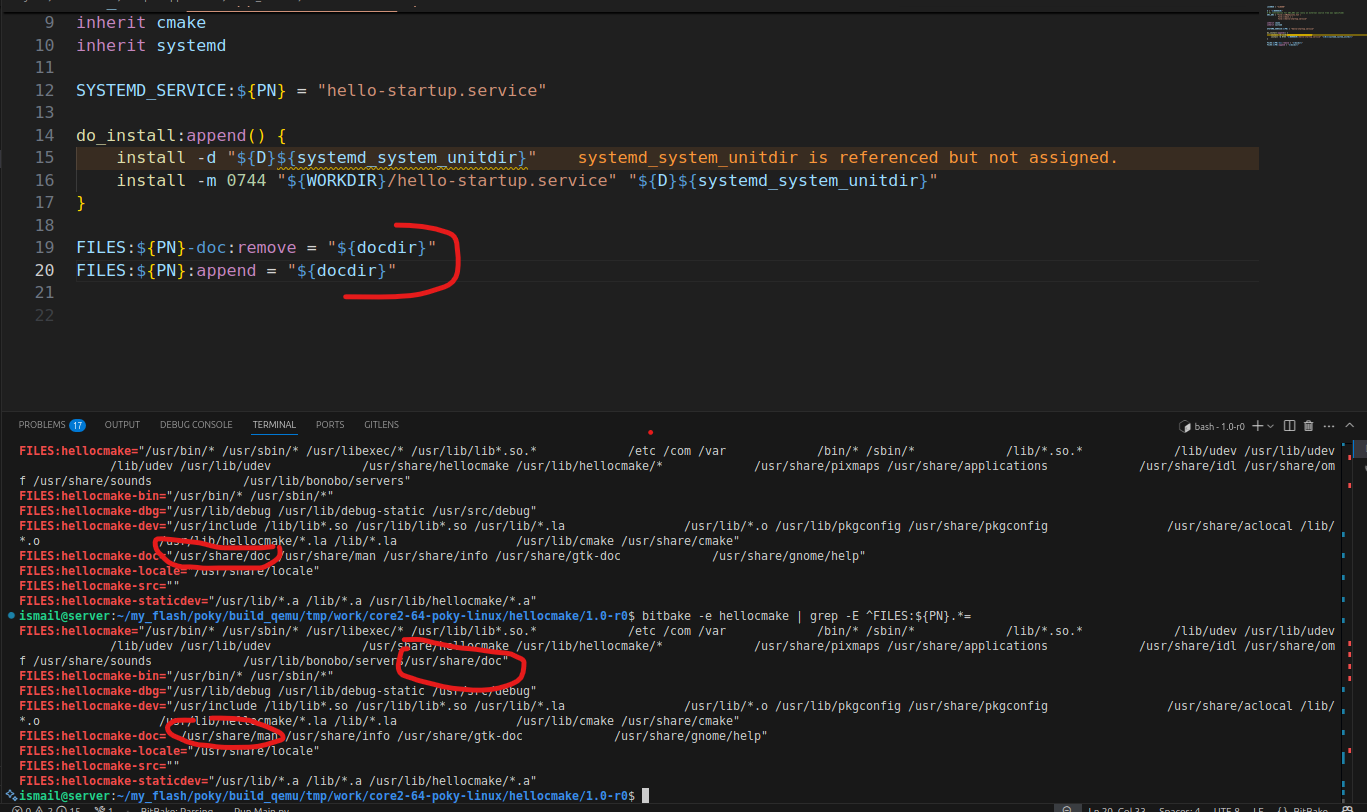 9 inherit cmake
10 inherit systemd
11
12 SYSTEMD_SERVICE:${PN} = "hello-startup.service"
13
14 do_install:append() {
15 install -d "${D}${systemd_system_unitdir}" systemd_system_unitdir is referenced but not assigned.
16 install -m 0744 "${WORKDIR}/hello-startup.service" "${D}${systemd_system_unitdir}"
17 }
18
19 FILES:${PN}-doc:remove = "${docdir}"
20 FILES:${PN}:append = "${docdir}"
21
22
PROBLEMS 17 OUTPUT DEBUG CONSOLE TERMINAL PORTS GITLENS bash - 1.0-r0
FILES:hellocmake="/usr/bin/* /usr/sbin/* /usr/libexec/* /usr/lib/lib*.so.* /etc /com /var /bin/* /sbin/* /lib/*.so.* /lib/udev /usr/lib/udev
/lib/udev /usr/lib/udev /usr/share/hellocmake /usr/lib/hellocmake/* /usr/share/pixmaps /usr/share/applications /usr/share/idl /usr/share/om
f /usr/share/sounds /usr/lib/bonobo/servers"
FILES:hellocmake-bin="/usr/bin/* /usr/sbin/*"
FILES:hellocmake-dbg="/usr/lib/debug /usr/lib/debug-static /usr/src/debug"
FILES:hellocmake-dev="/usr/include /lib/lib*.so /usr/lib/lib*.so /usr/lib/*.la /usr/lib/*.o /usr/lib/pkgconfig /usr/share/pkgconfig /usr/share/aclocal /lib/
*.o /usr/lib/hellocmake/*.la /lib/*.la /usr/lib/cmake /usr/share/cmake"
FILES:hellocmake-doc="/usr/share/doc /usr/share/man /usr/share/info /usr/share/gtk-doc /usr/share/gnome/help"
FILES:hellocmake-locale="/usr/share/locale"
FILES:hellocmake-src=""
FILES:hellocmake-staticdev="/usr/lib/*.a /lib/*.a /usr/lib/hellocmake/*.a"
ismail@server:~/my_flash/poky/build_qemu/tmp/work/core2-64-poky-linux/hellocmake/1.0-r0$ bitbake -e hellocmake | grep -E ^FILES:${PN}.*=
FILES:hellocmake="/usr/bin/* /usr/sbin/* /usr/libexec/* /usr/lib/lib*.so.* /etc /com /var /bin/* /sbin/* /lib/*.so.* /lib/udev /usr/lib/udev
/lib/udev /usr/lib/udev /usr/share/hellocmake /usr/lib/hellocmake/* /usr/share/pixmaps /usr/share/applications /usr/share/idl /usr/share/om
f /usr/share/sounds /usr/lib/bonobo/servers/usr/share/doc"
FILES:hellocmake-bin="/usr/bin/* /usr/sbin/*"
FILES:hellocmake-dbg="/usr/lib/debug /usr/lib/debug-static /usr/src/debug"
FILES:hellocmake-dev="/usr/include /lib/lib*.so /usr/lib/lib*.so /usr/lib/*.la /usr/lib/*.o /usr/lib/pkgconfig /usr/share/pkgconfig /usr/share/aclocal /lib/
*.o /usr/lib/hellocmake/*.la /lib/*.la /usr/lib/cmake /usr/share/cmake"
FILES:hellocmake-doc=" /usr/share/man /usr/share/info /usr/share/gtk-doc /usr/share/gnome/help"
FILES:hellocmake-locale="/usr/share/locale"
FILES:hellocmake-src=""
FILES:hellocmake-staticdev="/usr/lib/*.a /lib/*.a /usr/lib/hellocmake/*.a"
ismail@server:~/my_flash/poky/build_qemu/tmp/work/core2-64-poky-linux/hellocmake/1.0-r0$
BitBake: Parsing Run Main.py Ln 20, Col 33 Spaces: 4 UTF-8 LF BitBake